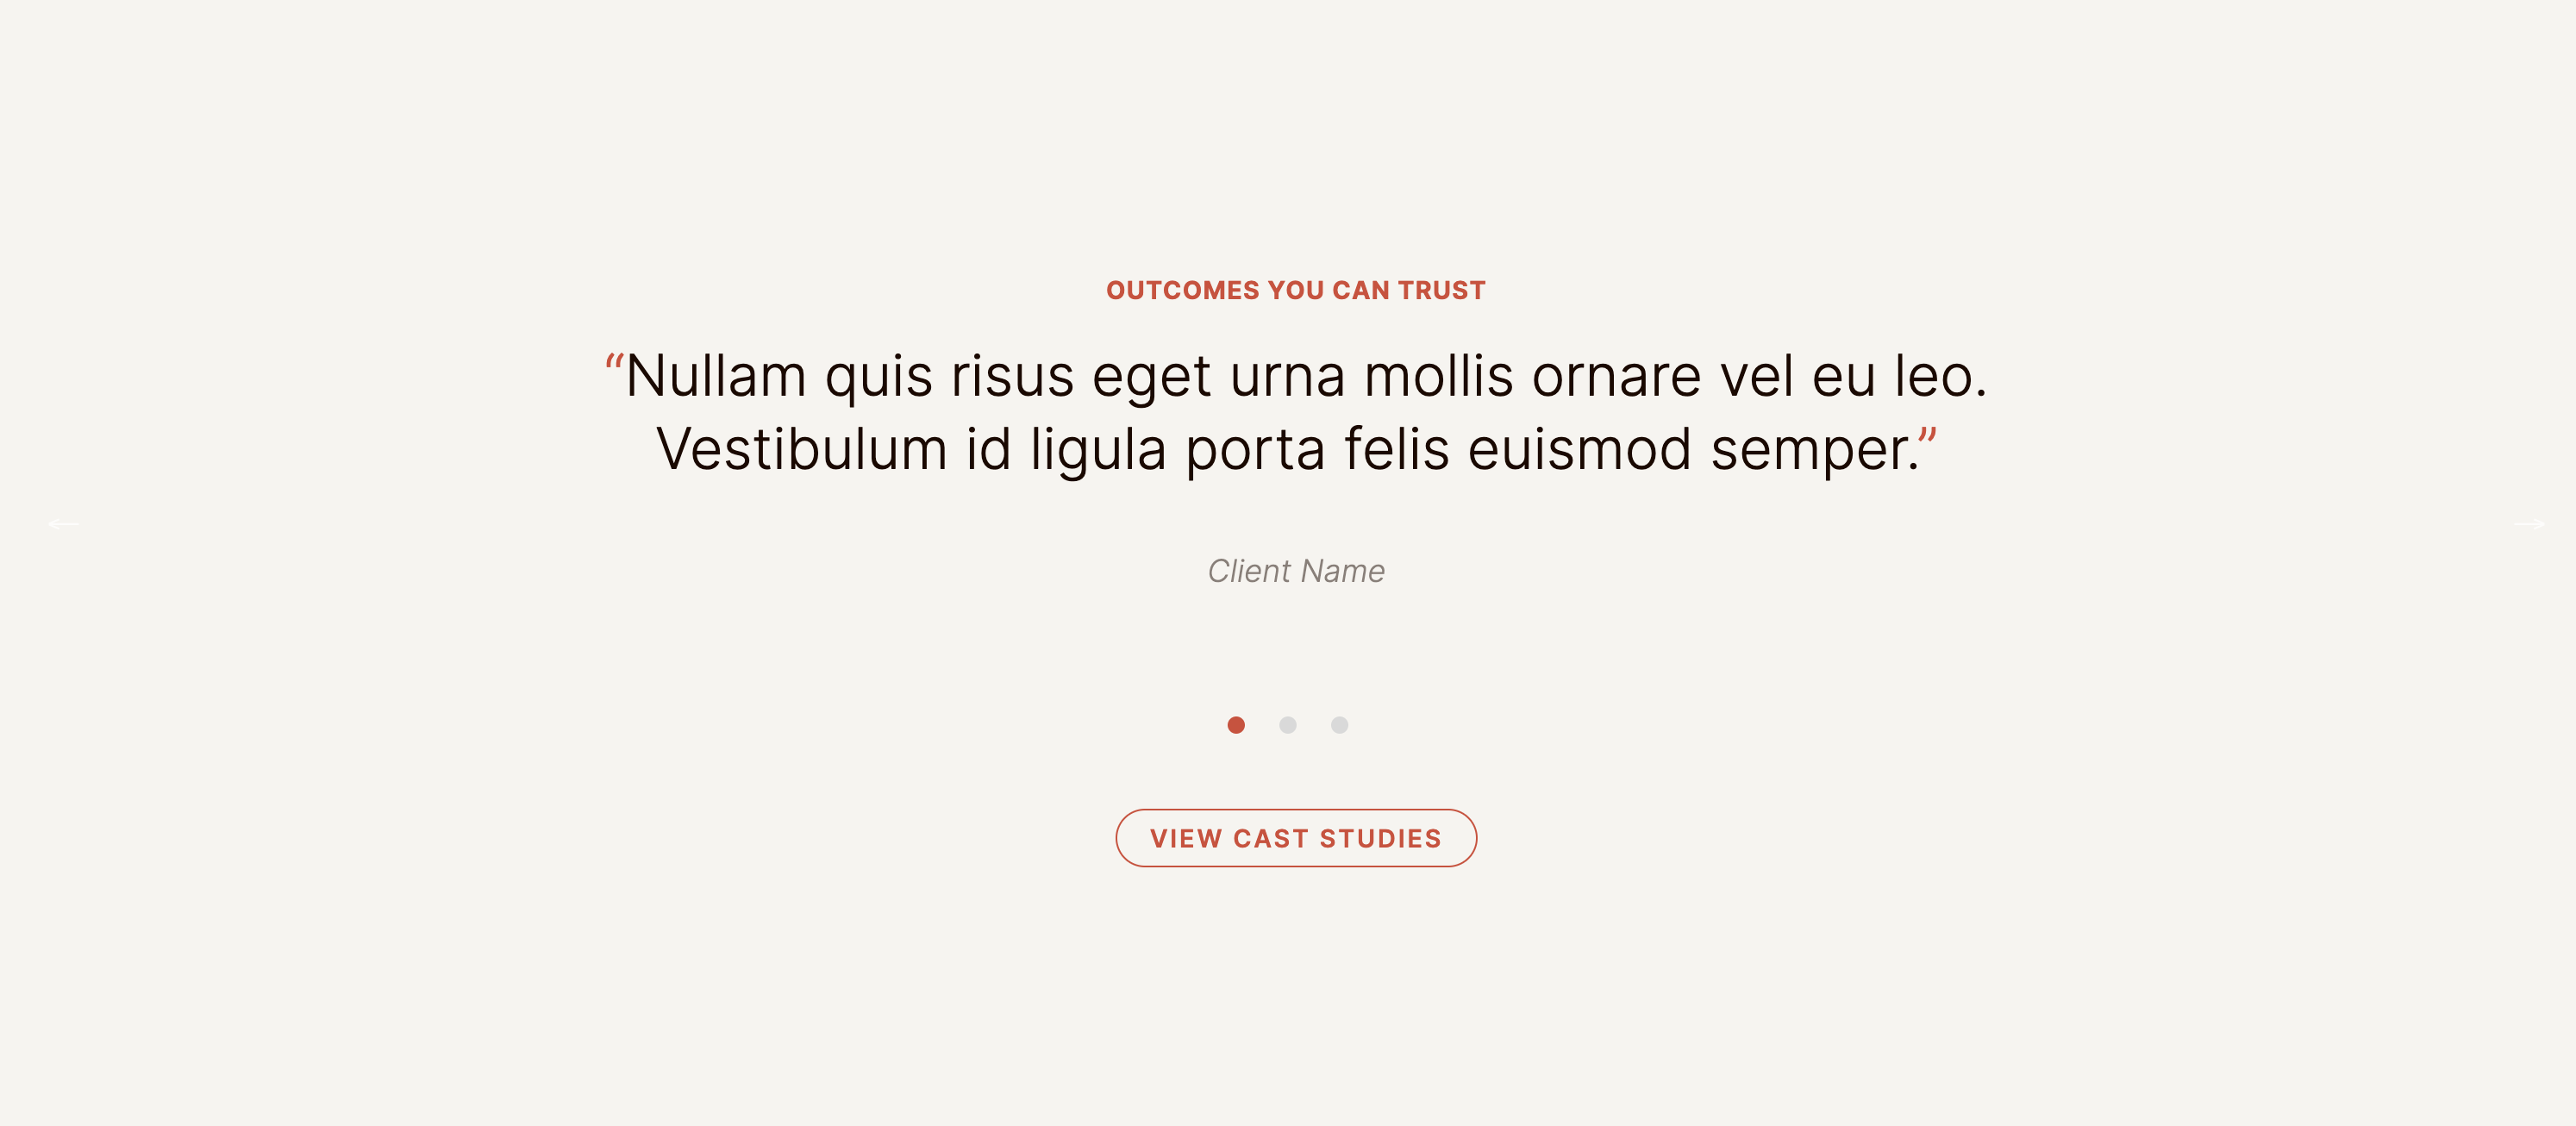 OUTCOMES YOU CAN TRUST
“Nullam quis risus eget urna mollis ornare vel eu leo.
Vestibulum id ligula porta felis euismod semper.”
Client Name
VIEW CAST STUDIES